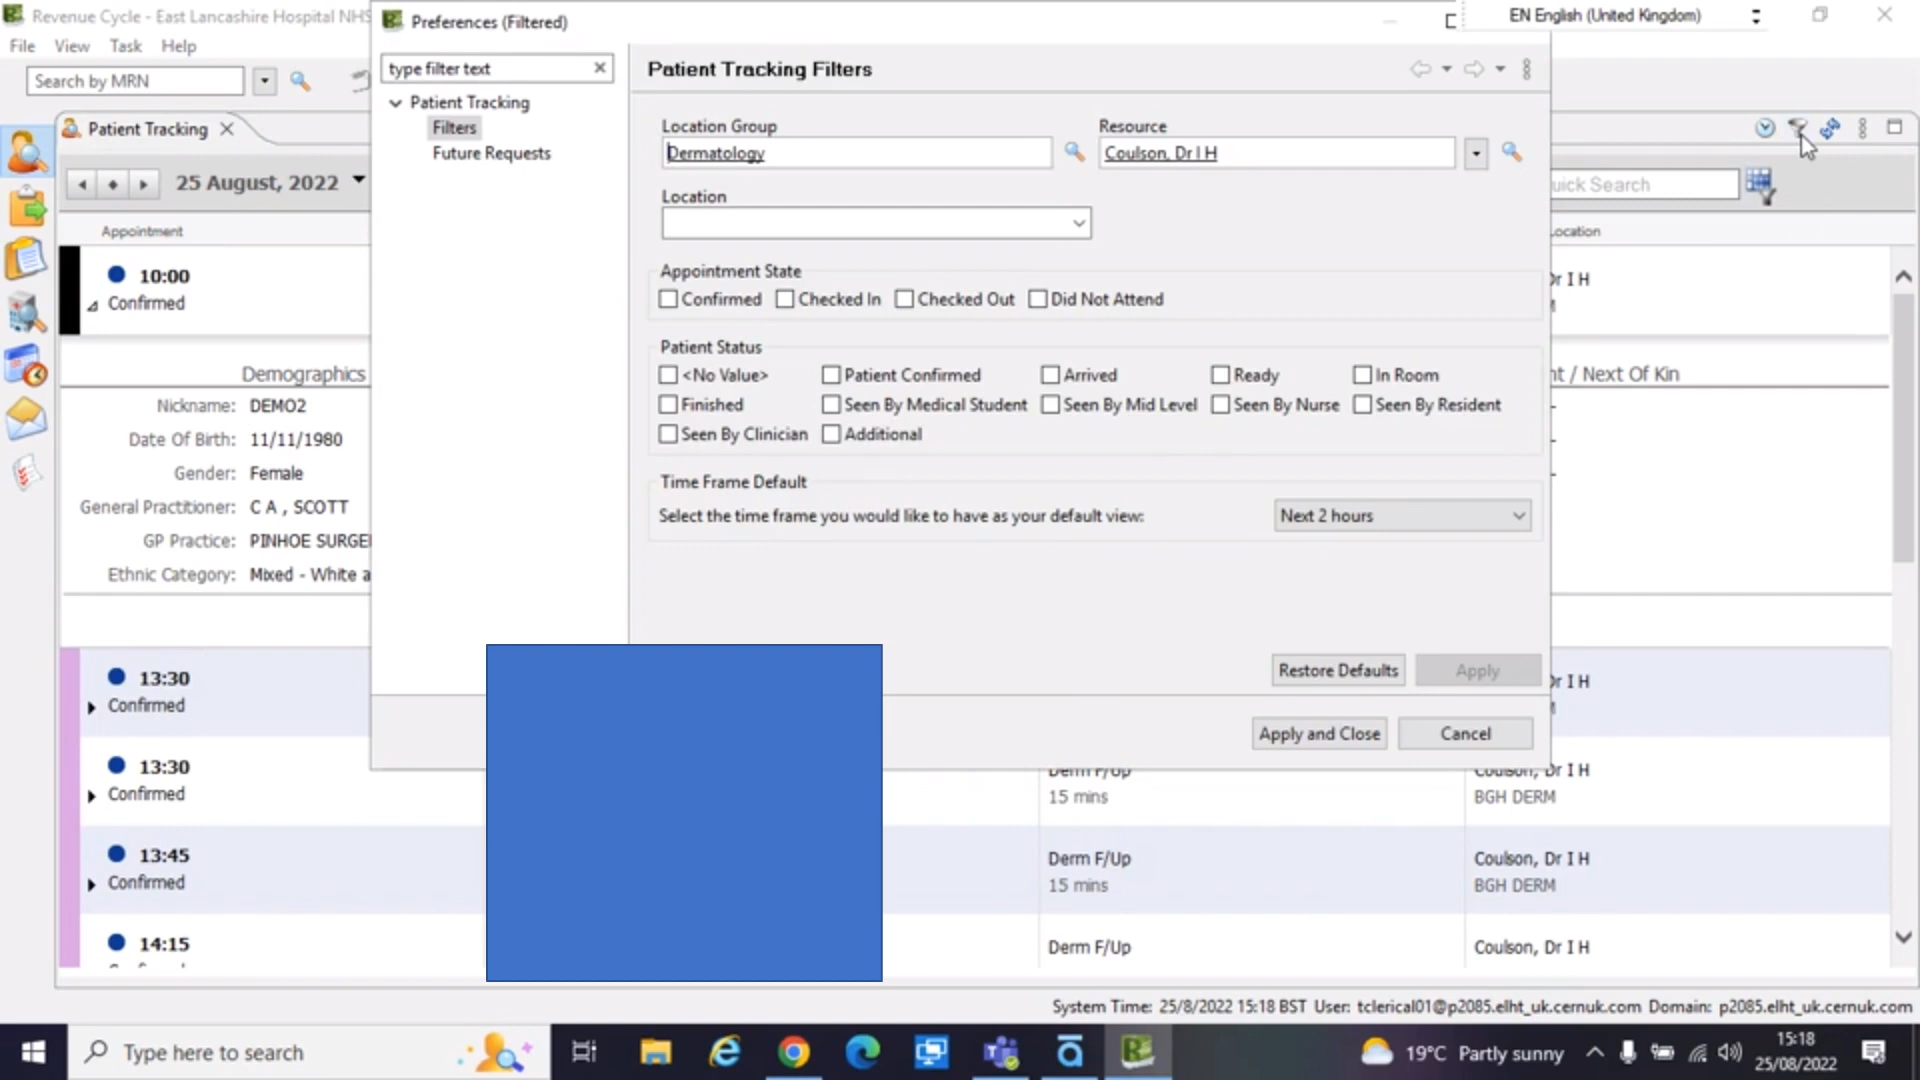 Revenue Cycle - East Lancashire Hospital NHS
Preferences (Filtered)
EN English (United Kingdom)
File View Task Help
Search by MRN
type filter text
Patient Tracking Filters
Patient Tracking
Filters
Future Requests
Patient Tracking
25 August, 2022
Location Group
Resource
Dermatology
Coulson, Dr I H
Location
uick Search
Appointment
ocation
Appointment State
Confirmed Checked In Checked Out Did Not Attend
10:00
Confirmed
Dr I H
Patient Status
<No Value> Patient Confirmed Arrived Ready In Room
Finished Seen By Medical Student Seen By Mid Level Seen By Nurse Seen By Resident
Seen By Clinician Additional
Demographics
nt / Next Of Kin
Nickname: DEMO2
Date Of Birth: 11/11/1980
Gender: Female
General Practitioner: C A , SCOTT
GP Practice: PINHOE SURGE
Ethnic Category: Mixed - White a
Time Frame Default
Select the time frame you would like to have as your default view: Next 2 hours
Restore Defaults Apply
Apply and Close Cancel
13:30
Confirmed
Dr I H
13:30
Confirmed
Derm F/Up
15 mins
Coulson, Dr I H
BGH DERM
13:45
Confirmed
Derm F/Up
15 mins
Coulson, Dr I H
BGH DERM
14:15
Derm F/Up
Coulson, Dr I H
System Time: 25/8/2022 15:18 BST User: tclerical01@p2085.elht_uk.cernuk.com Domain: p2085.elht_uk.cernuk.com
Type here to search
19°C Partly sunny
15:18
25/08/2022